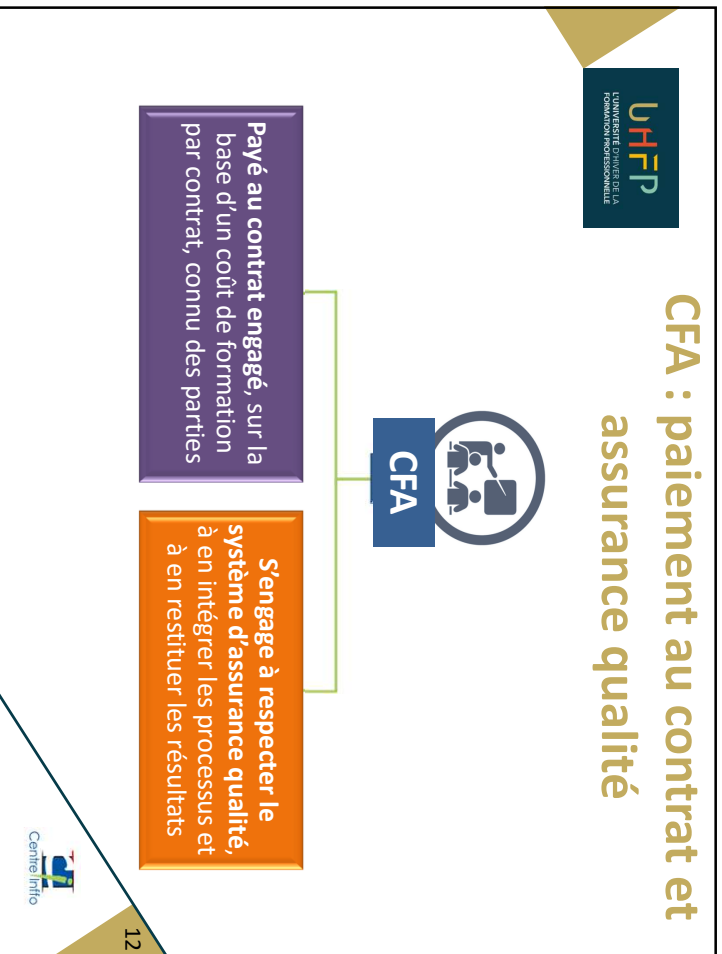 UHFP
L'UNIVERSITÉ D'HIVER DE LA
FORMATION PROFESSIONNELLE
CFA : paiement au contrat et
assurance qualité
CFA
Payé au contrat engagé, sur la
base d'un coût de formation
par contrat, connu des parties
S'engage à respecter le
système d'assurance qualité,
à en intégrer les processus et
à en restituer les résultats
Centre Inffo
12